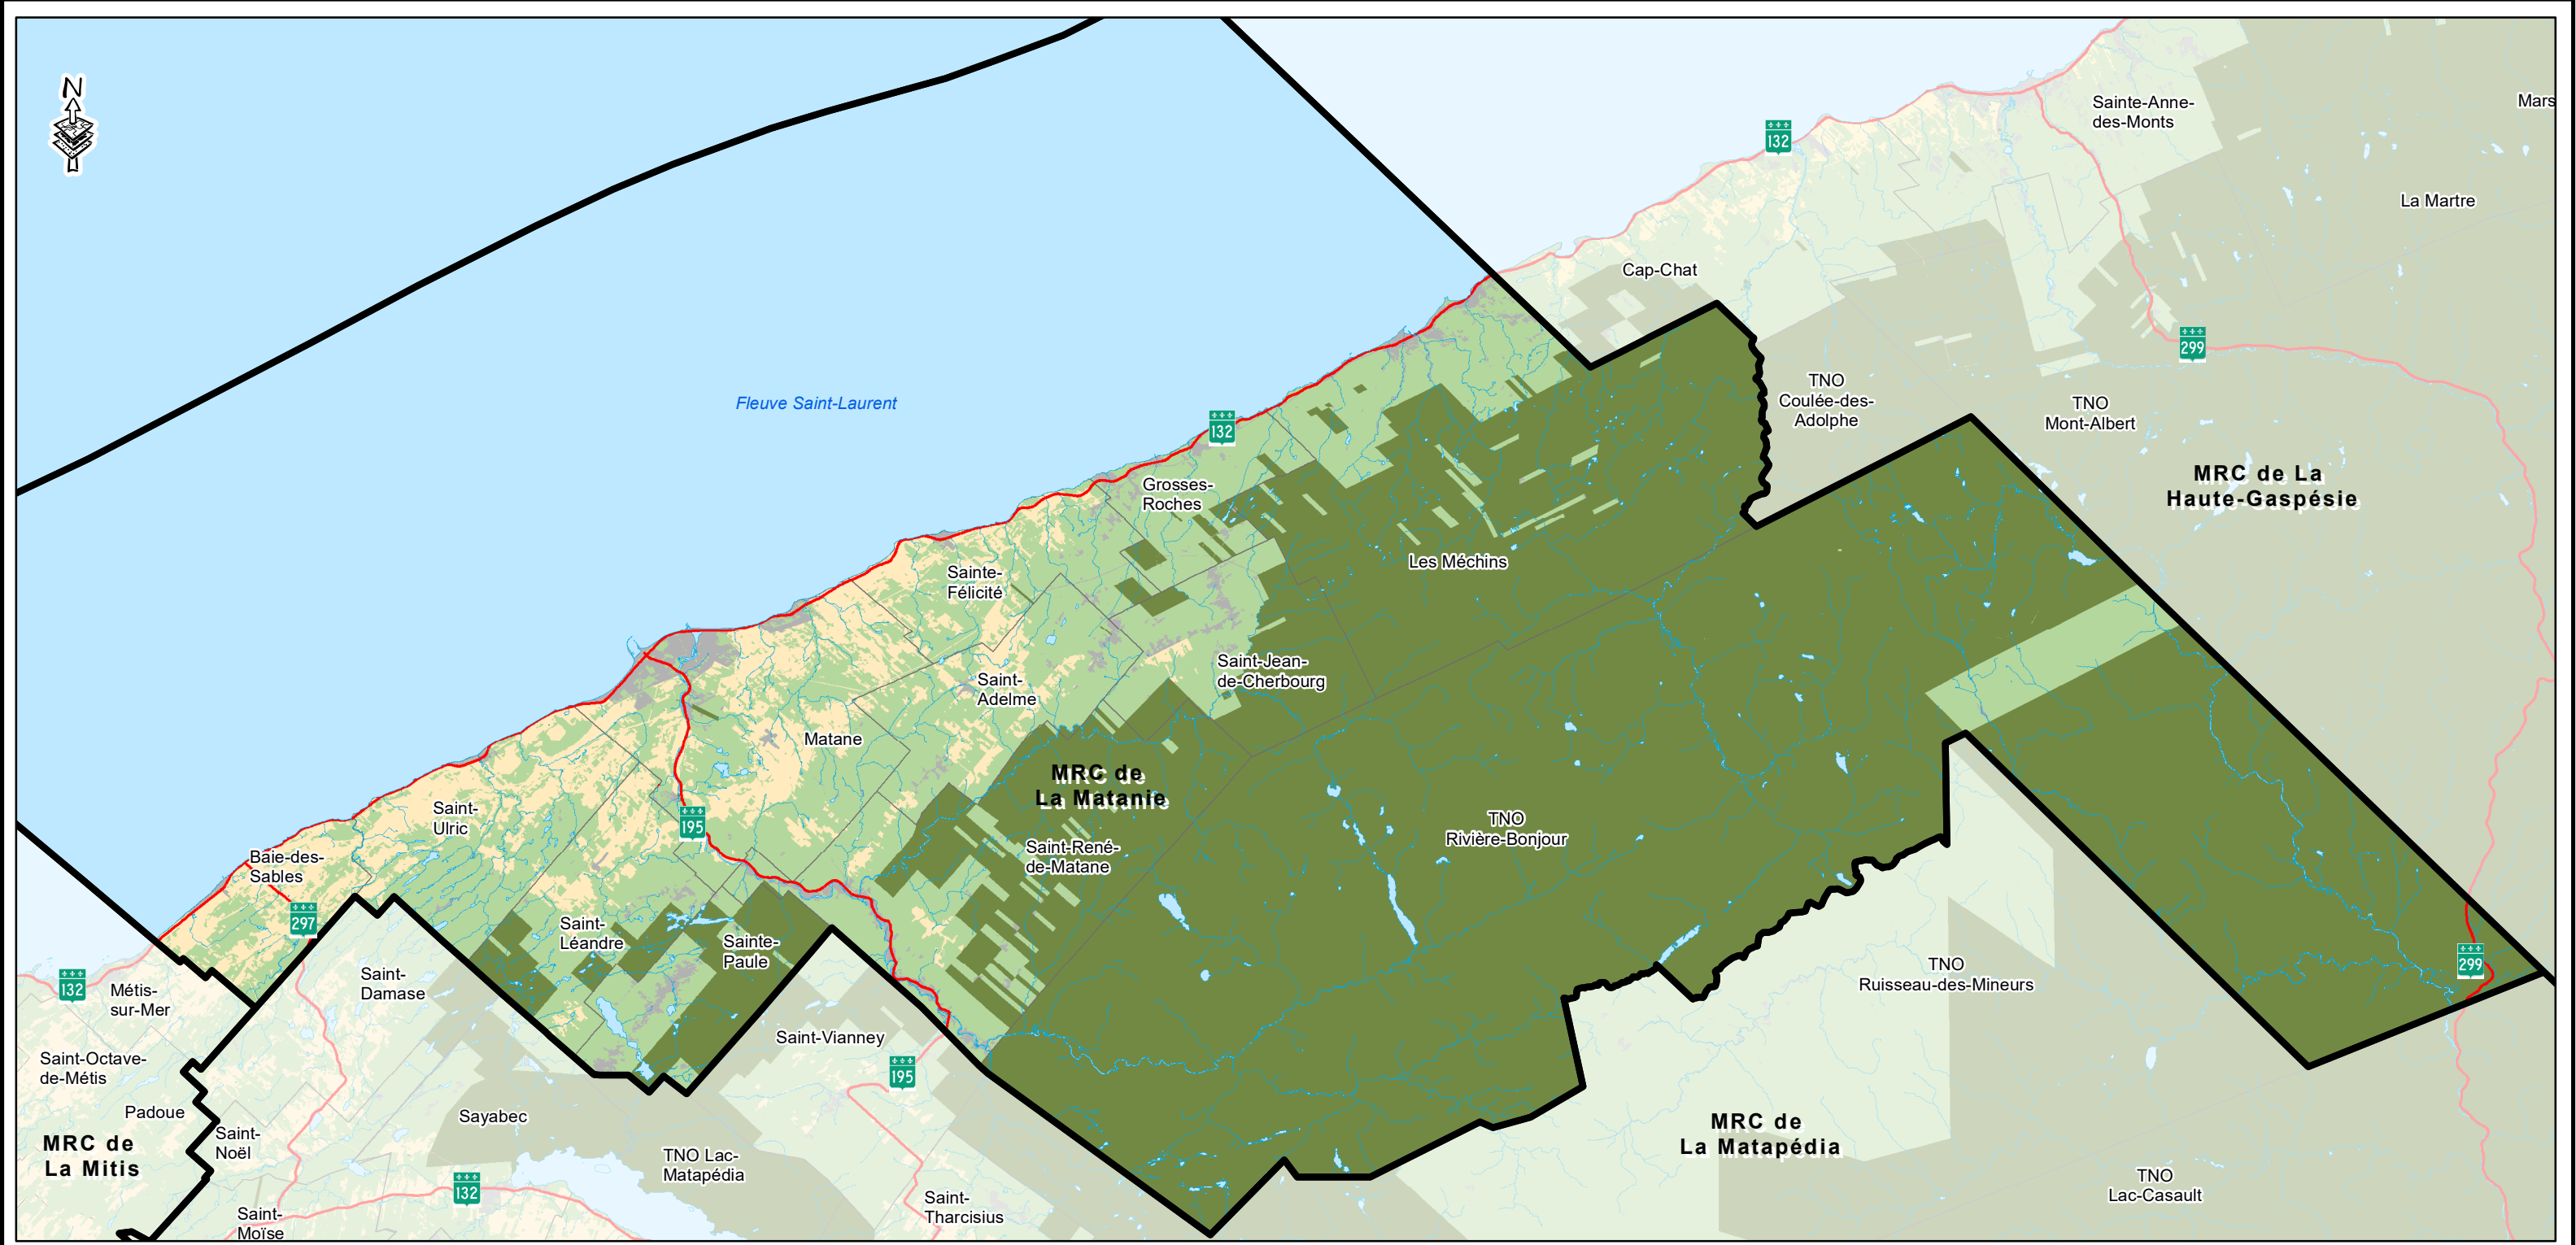 N
Mars
Sainte-Anne-
des-Monts
132
La Martre
Cap-Chat
299
TNO
Coulée-des-
Adolphe
TNO
Mont-Albert
Fleuve Saint-Laurent
132
MRC de La
Haute-Gaspésie
Grosses-
Roches
Les Méchins
Sainte-
Félicité
Saint-Jean-
de-Cherbourg
Saint-
Adelme
Matane
MRC de
La Matanie
Saint-
Ulric
195
TNO
Rivière-Bonjour
Saint-René-
de-Matane
Baie-des-
Sables
297
Saint-
Léandre
Sainte-
Paule
299
TNO
Ruisseau-des-Mineurs
Saint-
Damase
132
Métis-
sur-Mer
Saint-Vianney
Saint-Octave-
de-Métis
195
Padoue
Sayabec
MRC de
La Matapédia
Saint-
Noël
MRC de
La Mitis
TNO Lac-
Matapédia
132
TNO
Lac-Casault
Saint-
Tharcisius
Saint-
Moïse